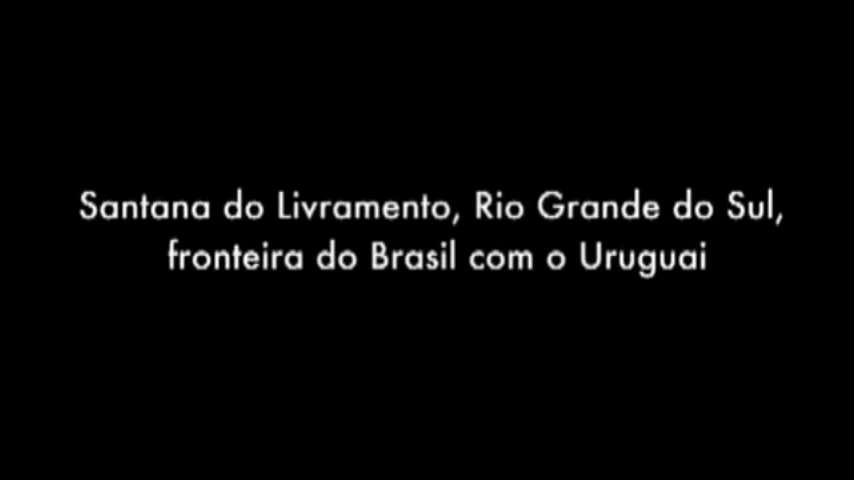 Santana do Livramento, Rio Grande do Sul,
fronteira do Brasil com o Uruguai